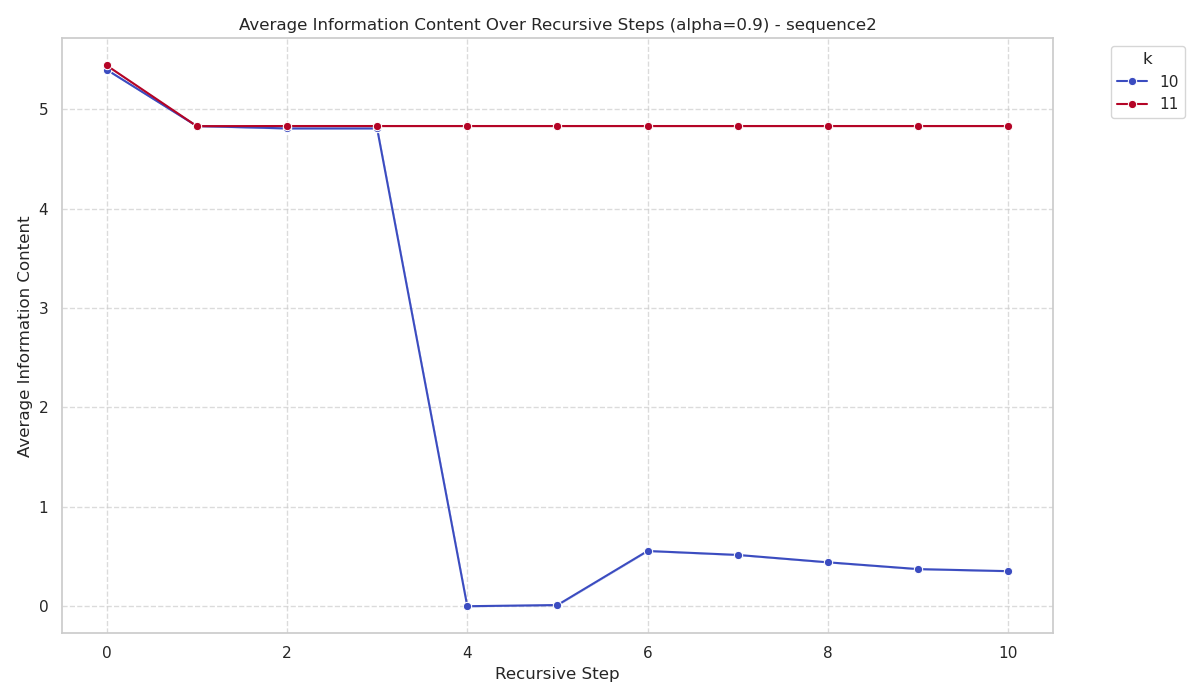 Average Information Content Over Recursive Steps (alpha=0.9) - sequence2
k
10
11
Average Information Content
5
4
3
2
1
0
0 2 4 6 8 10
Recursive Step